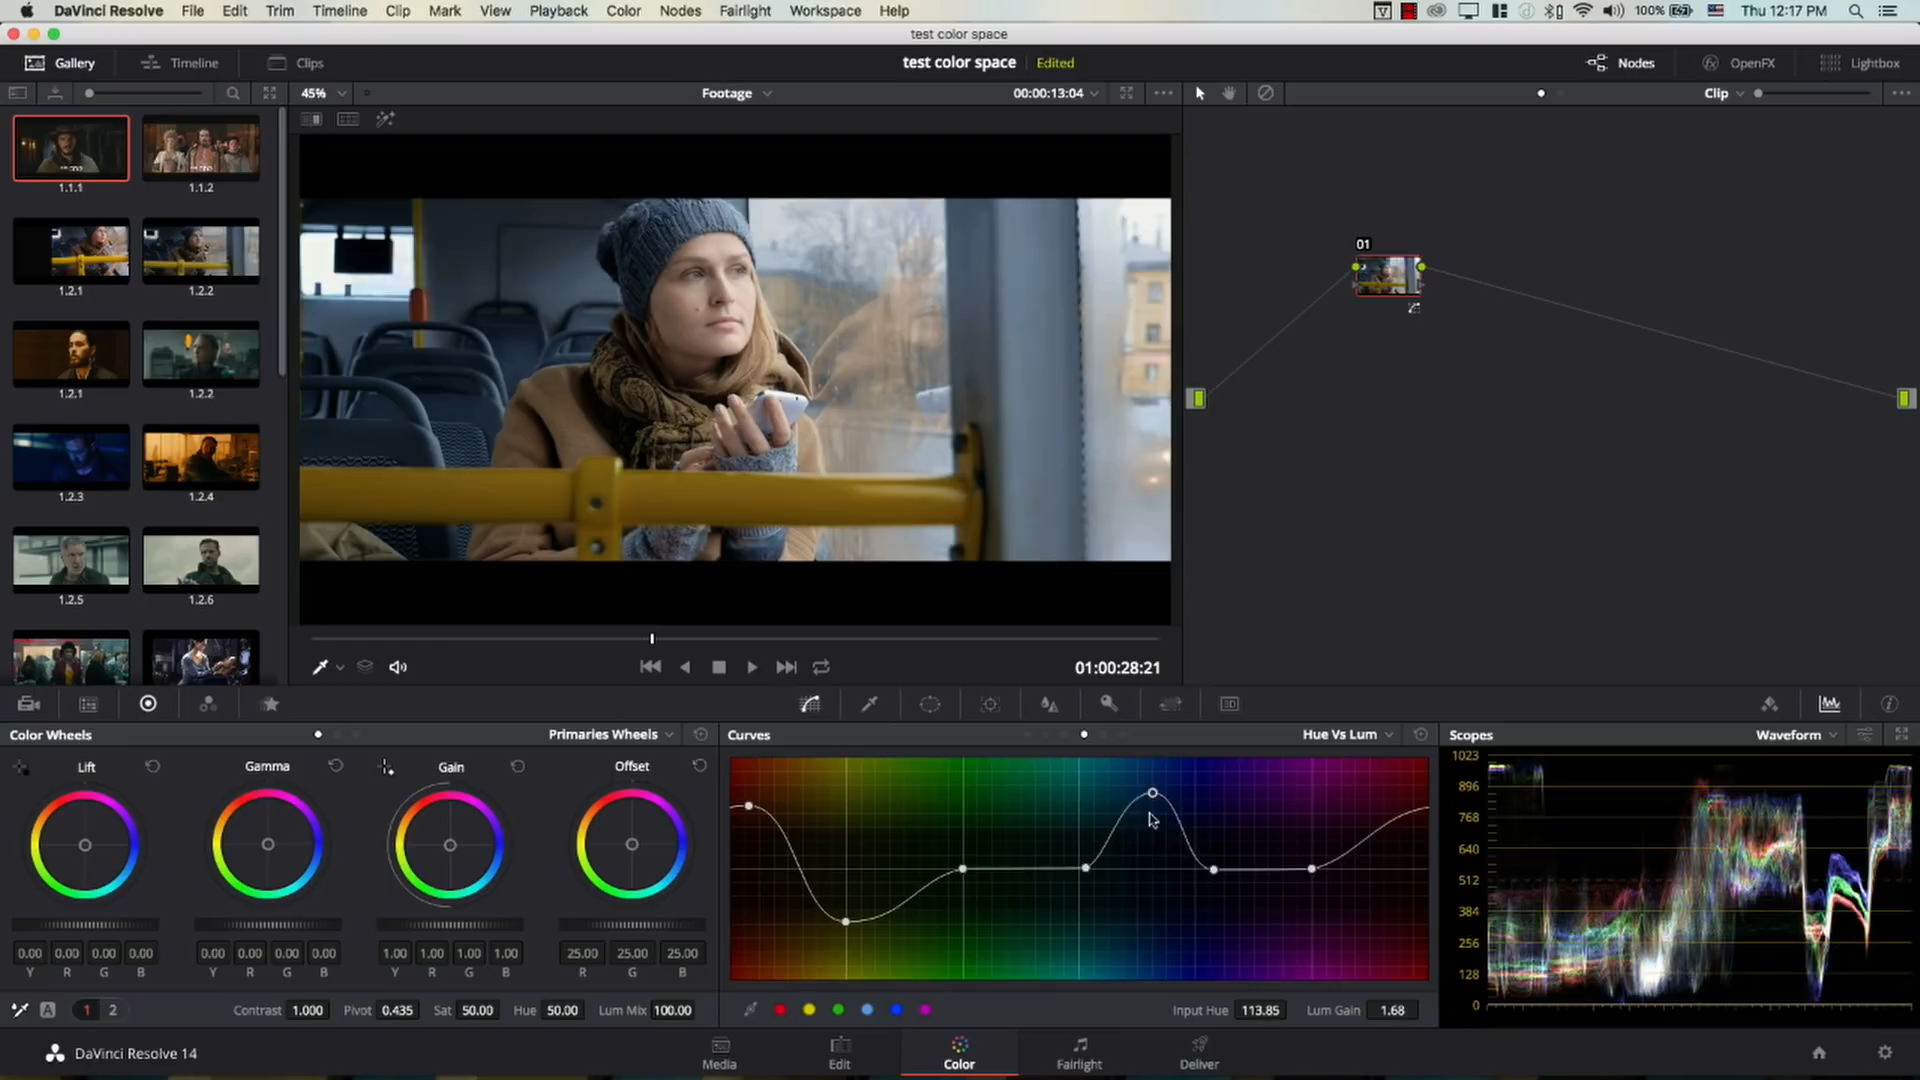 DaVinci Resolve File Edit Trim Timeline Clip Mark View Playback Color Nodes Fairlight Workspace Help 100% Thu 12:17 PM
test color space
Gallery Timeline Clips test color space Edited Nodes OpenFX Lightbox
45% Footage 00:00:13:04 Clip
1.1.1 1.1.2
1.2.1 1.2.2
1.2.1 1.2.2
1.2.3 1.2.4
1.2.5 1.2.6
01
01:00:28:21
3D
Color Wheels Primaries Wheels Curves Hue Vs Lum Scopes Waveform
Lift Gamma Gain Offset
1023
896
768
640
512
384
256
128
0
0.00 0.00 0.00 0.00 0.00 0.00 0.00 0.00 1.00 1.00 1.00 1.00 25.00 25.00 25.00
Y R G B Y R G B Y R G B R G B
A 1 2 Contrast 1.000 Pivot 0.435 Sat 50.00 Hue 50.00 Lum Mix 100.00 Input Hue 113.85 Lum Gain 1.68
DaVinci Resolve 14 Media Edit Color Fairlight Deliver